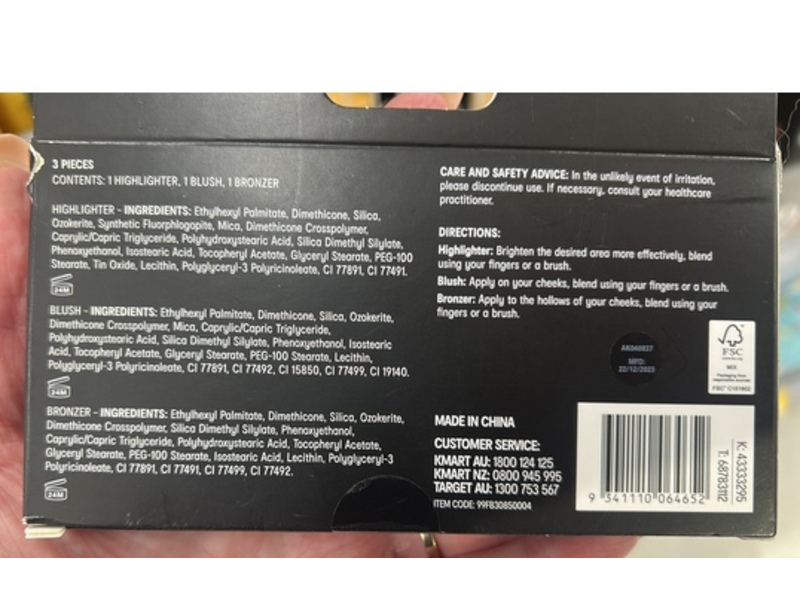 3 PIECES
CONTENTS: 1 HIGHLIGHTER, 1 BLUSH, 1 BRONZER
HIGHLIGHTER - INGREDIENTS: Ethylhexyl Palmitate, Dimethicone, Silica,
Ozokerite, Synthetic Fluorphlogopite, Mica, Dimethicone Crosspolymer,
Caprylic/Capric Triglyceride, Polyhydroxystearic Acid, Silica Dimethyl Silylate,
Phenoxyethanol, Isostearic Acid, Tocopheryl Acetate, Glyceryl Stearate, PEG-100
Stearate, Tin Oxide, Lecithin, Polyglyceryl-3 Polyricinoleate, CI 77891, CI 77491.
24M
BLUSH - INGREDIENTS: Ethylhexyl Palmitate, Dimethicone, Silica, Ozokerite,
Dimethicone Crosspolymer, Mica, Caprylic/Capric Triglyceride,
Polyhydroxystearic Acid, Silica Dimethyl Silylate, Phenoxyethanol, Isostearic
Acid, Tocopheryl Acetate, Glyceryl Stearate, PEG-100 Stearate, Lecithin,
Polyglyceryl-3 Polyricinoleate, CI 77891, CI 77492, CI 15850, CI 77499, CI 19140.
24M
BRONZER - INGREDIENTS: Ethylhexyl Palmitate, Dimethicone, Silica, Ozokerite,
Dimethicone Crosspolymer, Silica Dimethyl Silylate, Phenoxyethanol,
Caprylic/Capric Triglyceride, Polyhydroxystearic Acid, Tocopheryl Acetate,
Glyceryl Stearate, PEG-100 Stearate, Isostearic Acid, Lecithin, Polyglyceryl-3
Polyricinoleate, CI 77891, CI 77491, CI 77499, CI 77492.
24M
CARE AND SAFETY ADVICE: In the unlikely event of irritation,
please discontinue use. If necessary, consult your healthcare
practitioner.
DIRECTIONS:
Highlighter: Brighten the desired area more effectively, blend
using your fingers or a brush.
Blush: Apply on your cheeks, blend using your fingers or a brush.
Bronzer: Apply to the hollows of your cheeks, blend using your
fingers or a brush.
MFD:
22/12/2023
FSC
MIX
Packaging from
responsible sources
MADE IN CHINA
CUSTOMER SERVICE:
KMART AU: 1800 124 125
KMART NZ: 0800 945 995
TARGET AU: 1300 753 567
ITEM CODE: 99FB30850004
9 341110 064652
K: 43333295
T: 68783112